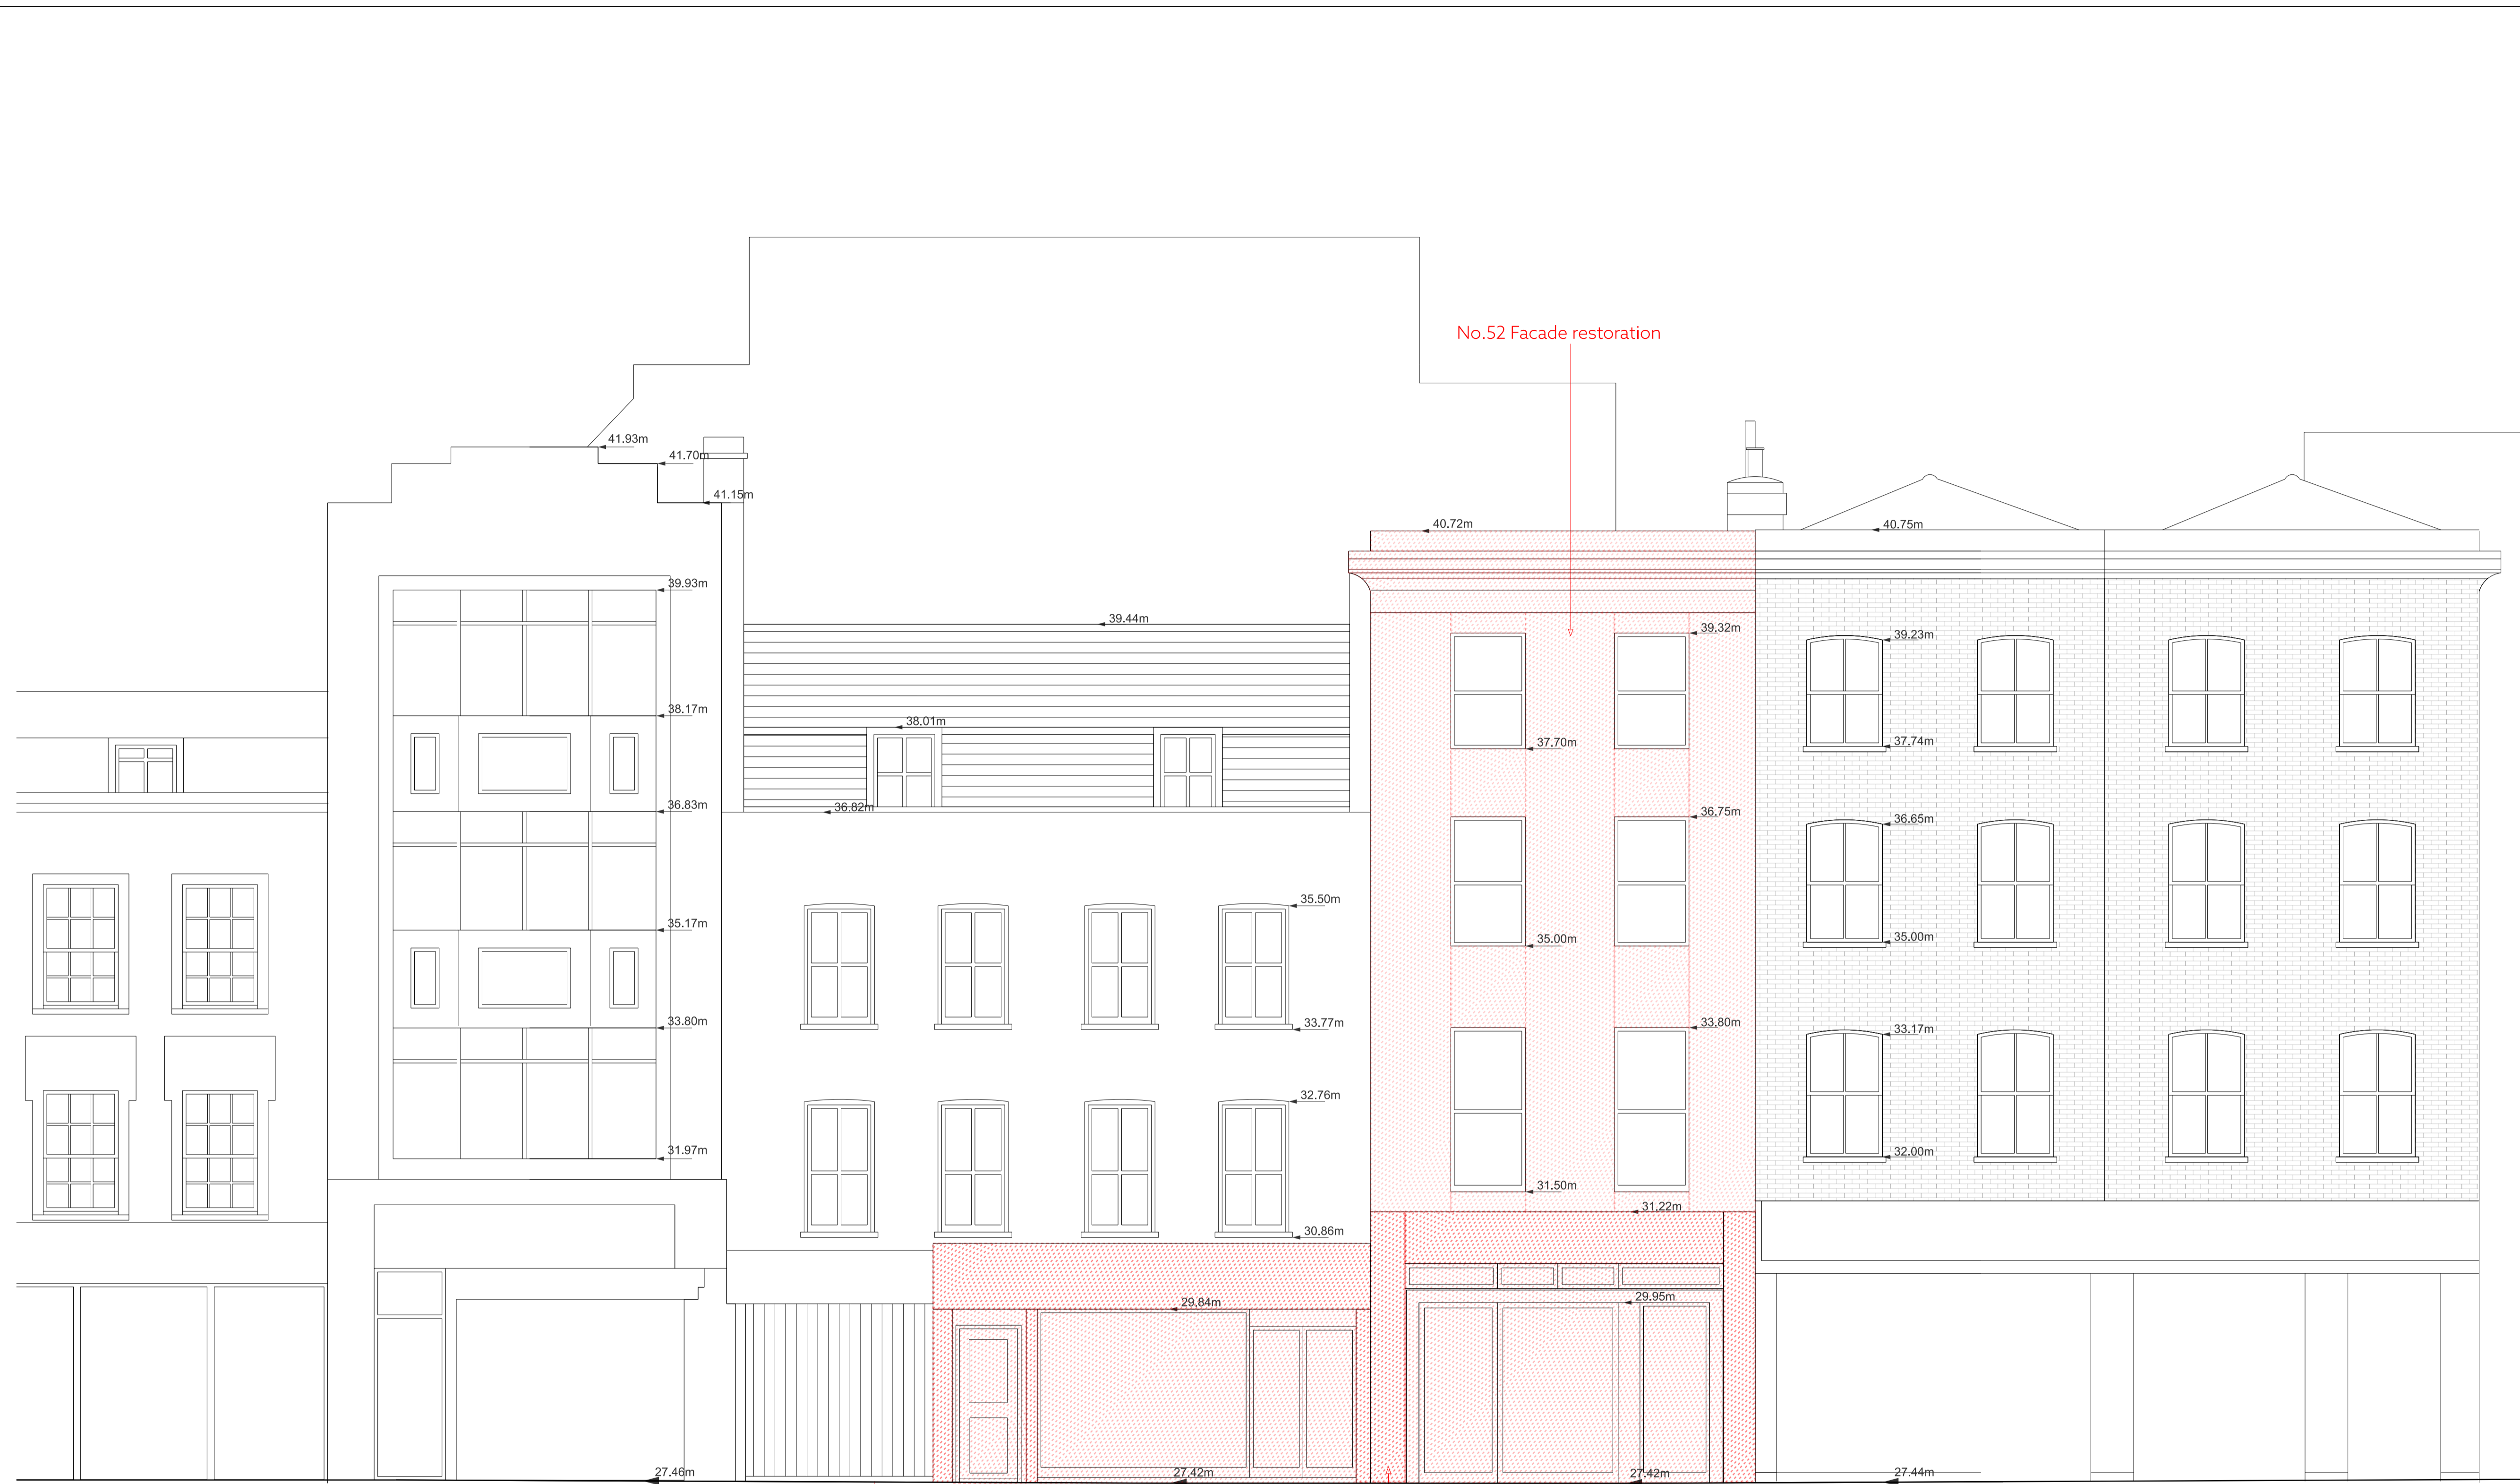 No.52 Facade restoration
41.93m
41.70m
41.15m
40.72m
40.75m
39.93m
39.44m
39.32m
39.23m
38.17m
38.01m
37.70m
37.74m
36.83m
36.82m
36.75m
36.65m
35.50m
35.17m
35.00m
35.00m
33.80m
33.77m
33.80m
33.17m
32.76m
31.97m
32.00m
31.50m
31.22m
30.86m
29.84m
29.95m
27.46m
27.42m
27.42m
27.44m